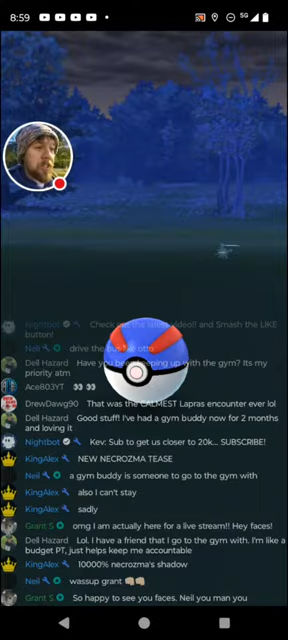 8:59
5G
Nightbot Check out the latest video!! and Smash the LIKE
button!
Neil drive the bus live otto
Dell Hazard Have you been keeping up with the gym? Its my
priority atm
Ace803YT 👀 👀
DrewDawg90 That was the CALMEST Lapras encounter ever lol
Dell Hazard Good stuff! I've had a gym buddy now for 2 months
and loving it
Nightbot Kev: Sub to get us closer to 20k... SUBSCRIBE!
KingAlex NEW NECROZMA TEASE
Neil a gym buddy is someone to go to the gym with
KingAlex also I can't stay
KingAlex sadly
Grant S omg I am actually here for a live stream!! Hey faces!
Dell Hazard Lol. I have a friend that I go to the gym with. I'm like a
budget PT, just helps keep me accountable
KingAlex 10000% necrozma's shadow
Neil wassup grant 👊🏼👊🏼
Grant S So happy to see you faces. Neil you man you